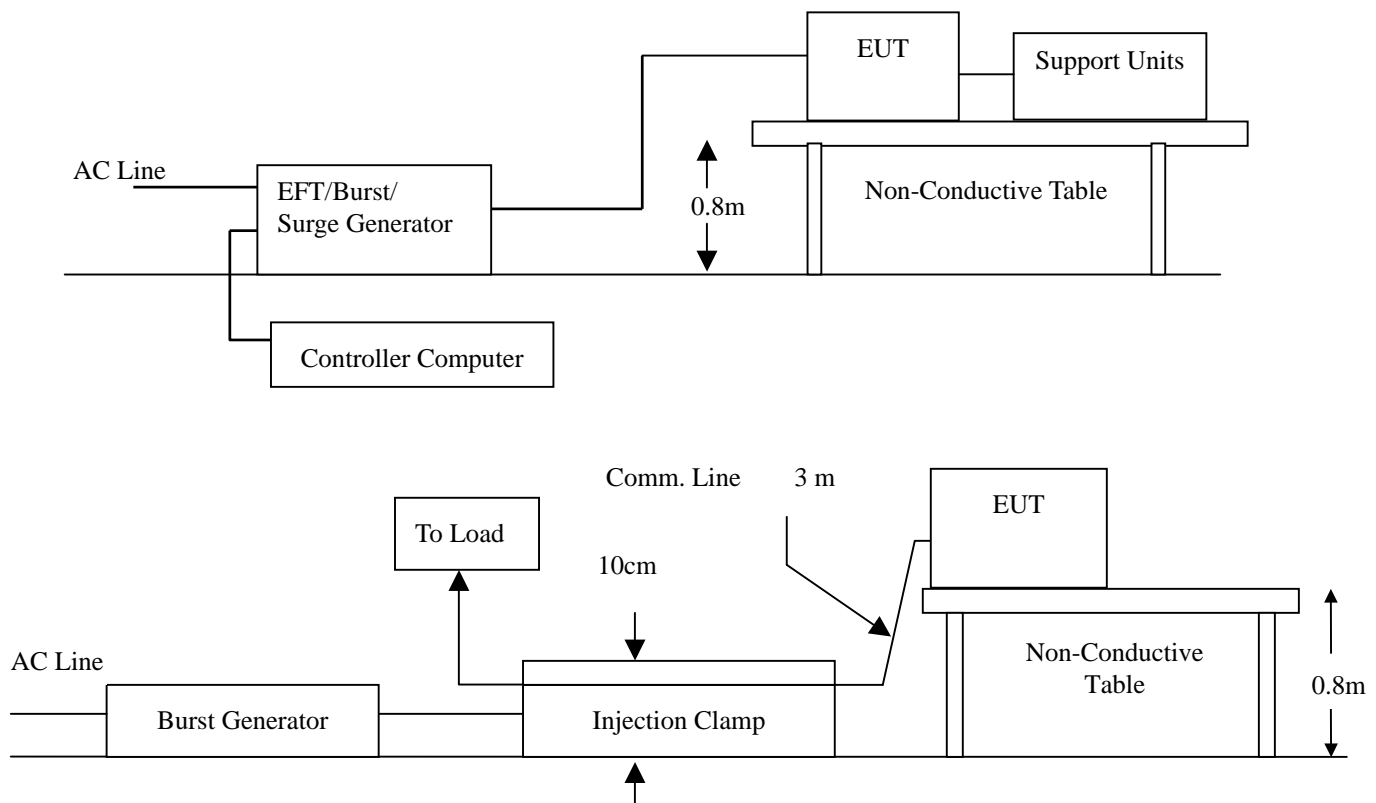 EUT
Support Units
AC Line
EFT/Burst/
Surge Generator
0.8m
Non-Conductive Table
Controller Computer
Comm. Line 3 m
EUT
To Load
10cm
AC Line
Non-Conductive
Table
0.8m
Burst Generator
Injection Clamp